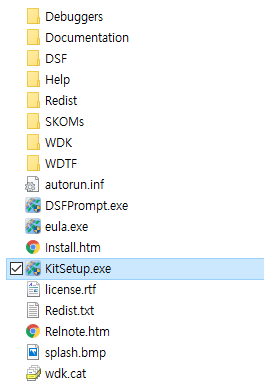 Debuggers
Documentation
DSF
Help
Redist
SKOMs
WDK
WDTF
autorun.inf
DSFPrompt.exe
eula.exe
Install.htm
KitSetup.exe
license.rtf
Redist.txt
Relnote.htm
splash.bmp
wdk.cat